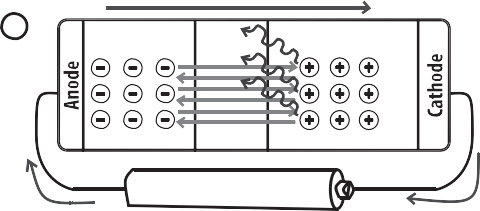 Anode
- - - + + +
- - - + + +
- - - + + +
Cathode